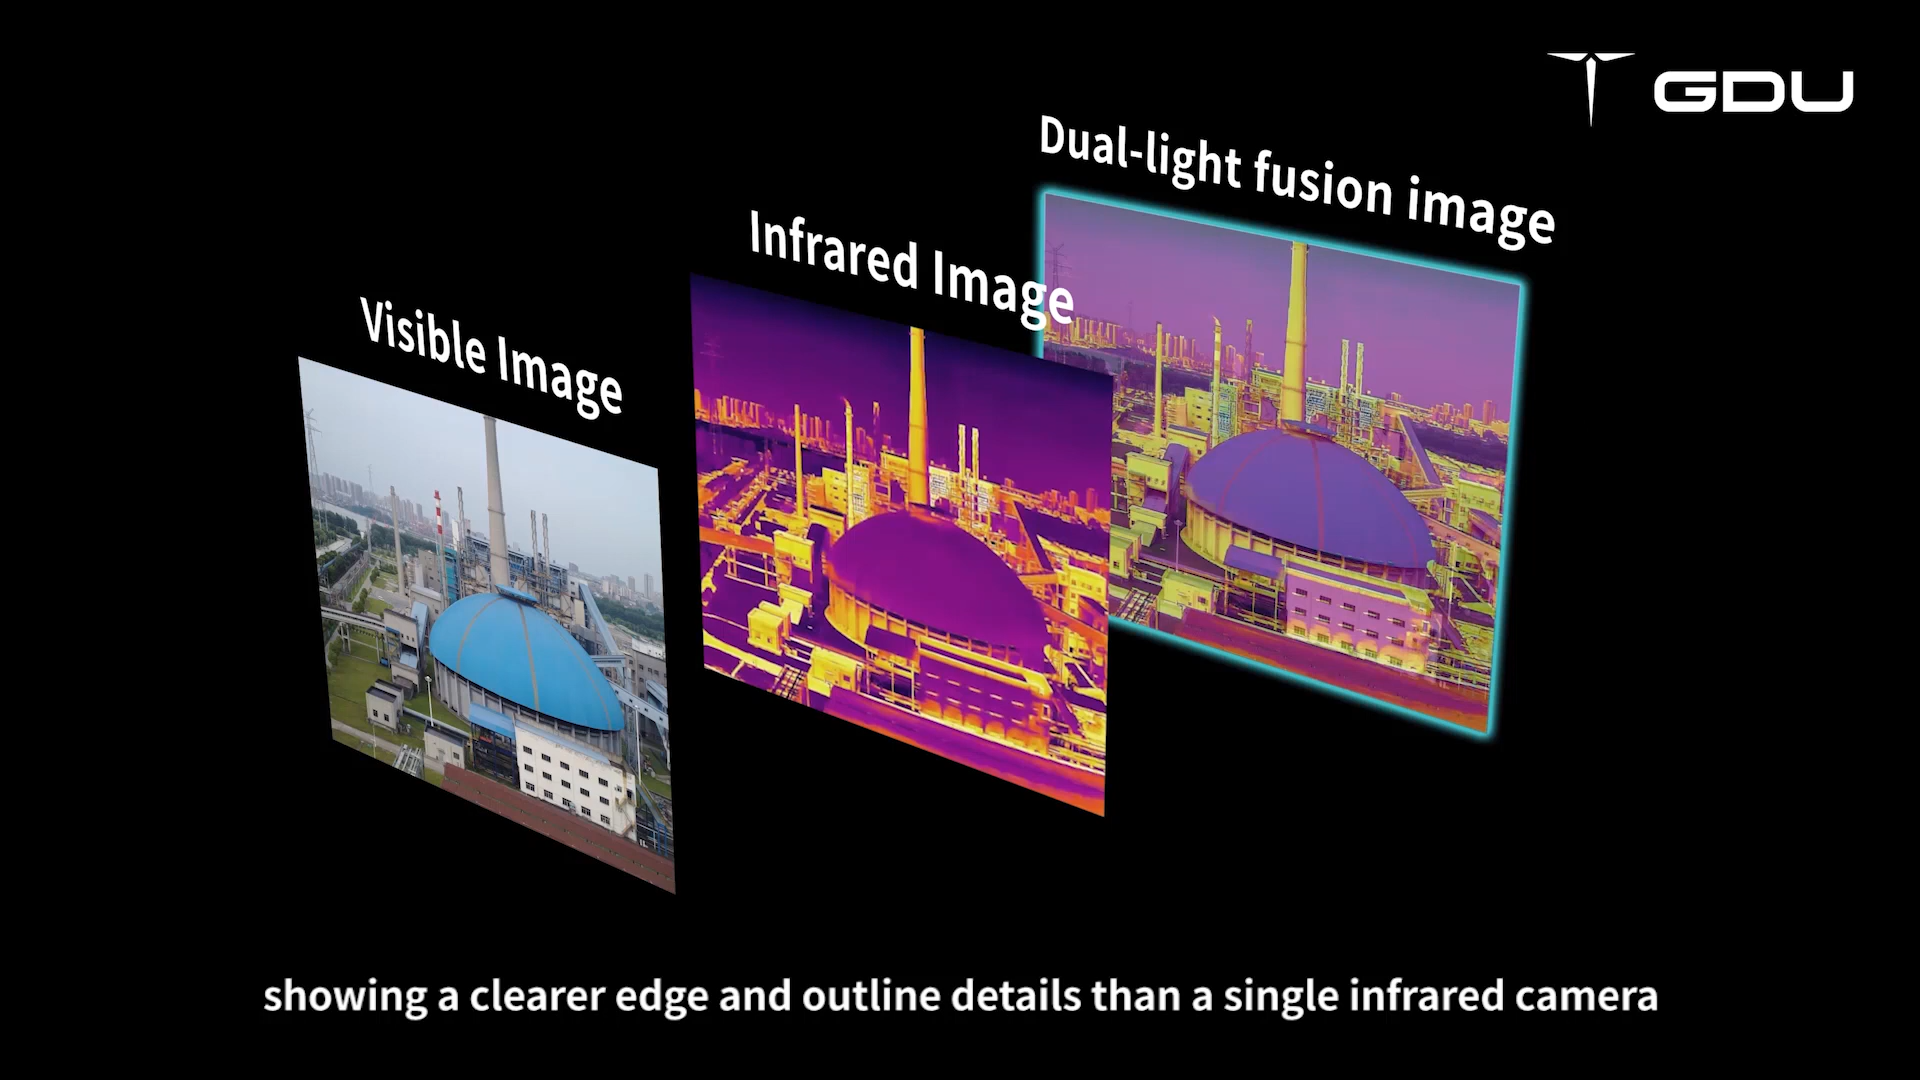 GDU
Dual-light fusion image
Infrared Image
Visible Image
showing a clearer edge and outline details than a single infrared camera